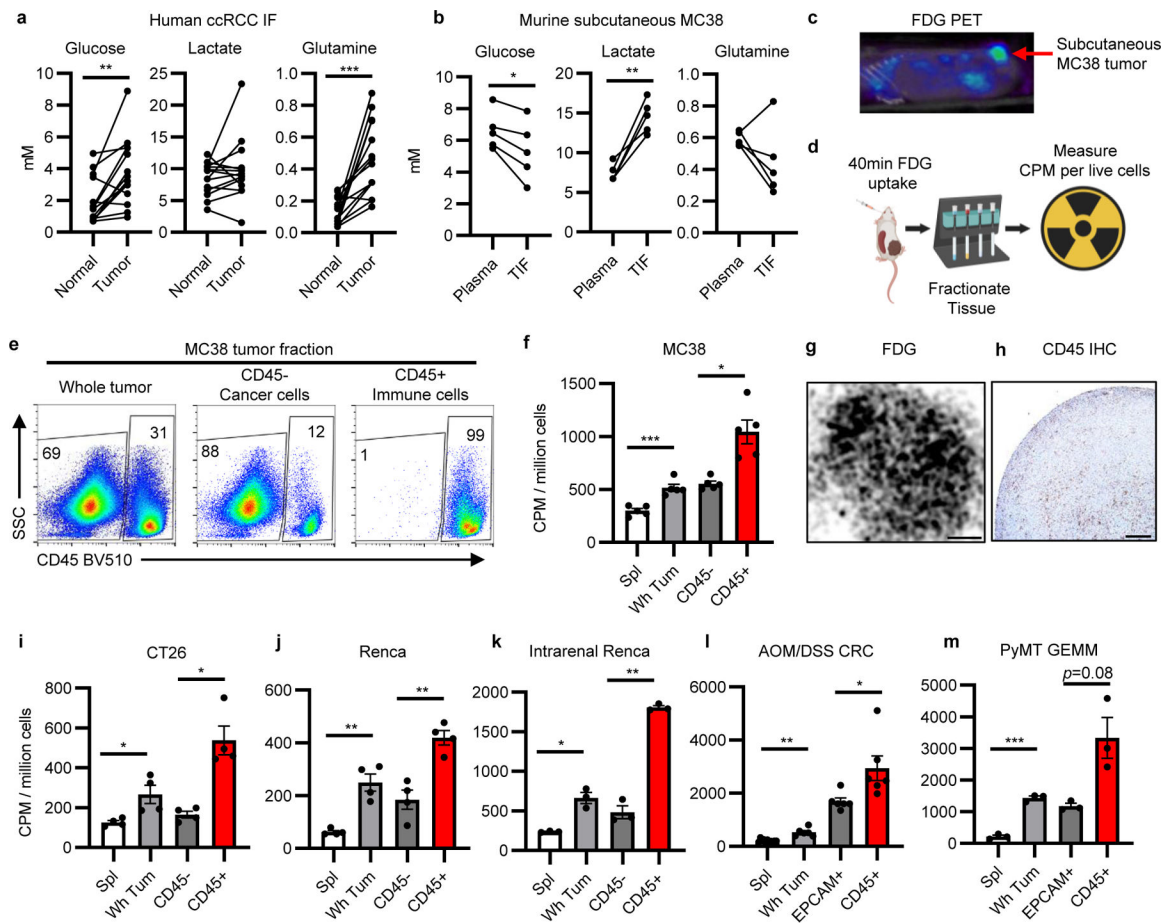 a
Human ccRCC IF
Glucose
Lactate
Glutamine
mM
10
8
6
4
2
0
**
Normal
Tumor
25
20
15
10
5
0
Normal
Tumor
1.0
0.8
0.6
0.4
0.2
0.0
***
Normal
Tumor
b
Murine subcutaneous MC38
Glucose
Lactate
Glutamine
mM
10
8
6
4
2
0
*
Plasma
TIF
20
15
10
5
0
**
Plasma
TIF
1.0
0.8
0.6
0.4
0.2
0.0
Plasma
TIF
c
FDG PET
Subcutaneous
MC38 tumor
d
40min FDG
uptake
Fractionate
Tissue
Measure
CPM per live cells
e
MC38 tumor fraction
Whole tumor
CD45-
Cancer cells
CD45+
Immune cells
69
31
88
12
1
99
SSC
CD45 BV510
f
MC38
CPM / million cells
1500
1000
500
0
***
*
Spl
Wh Tum
CD45-
CD45+
g
FDG
h
CD45 IHC
i
CT26
CPM / million cells
800
600
400
200
0
*
*
Spl
Wh Tum
CD45-
CD45+
j
Renca
600
400
200
0
**
**
Spl
Wh Tum
CD45-
CD45+
k
Intrarenal Renca
2000
1500
1000
500
0
*
**
Spl
Wh Tum
CD45-
CD45+
l
AOM/DSS CRC
6000
4000
2000
0
**
*
Spl
Wh Tum
EPCAM+
CD45+
m
PyMT GEMM
5000
4000
3000
2000
1000
0
***
p=0.08
Spl
Wh Tum
EPCAM+
CD45+